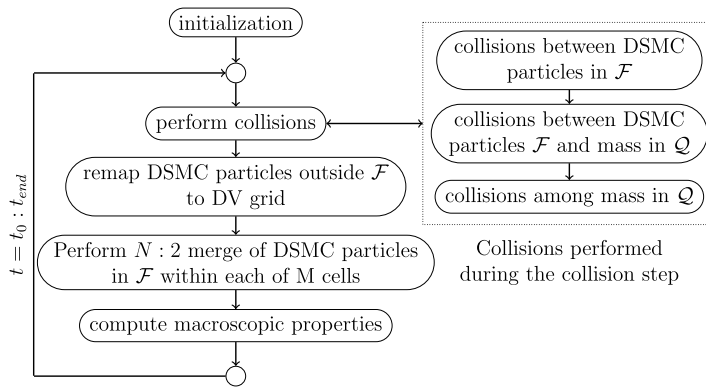 initialization
perform collisions
remap DSMC particles outside ℱ
to DV grid
Perform N : 2 merge of DSMC particles
in ℱ within each of M cells
compute macroscopic properties
t = t₀ : t_end
collisions between DSMC
particles in ℱ
collisions between DSMC
particles ℱ and mass in 𝒬
collisions among mass in 𝒬
Collisions performed
during the collision step